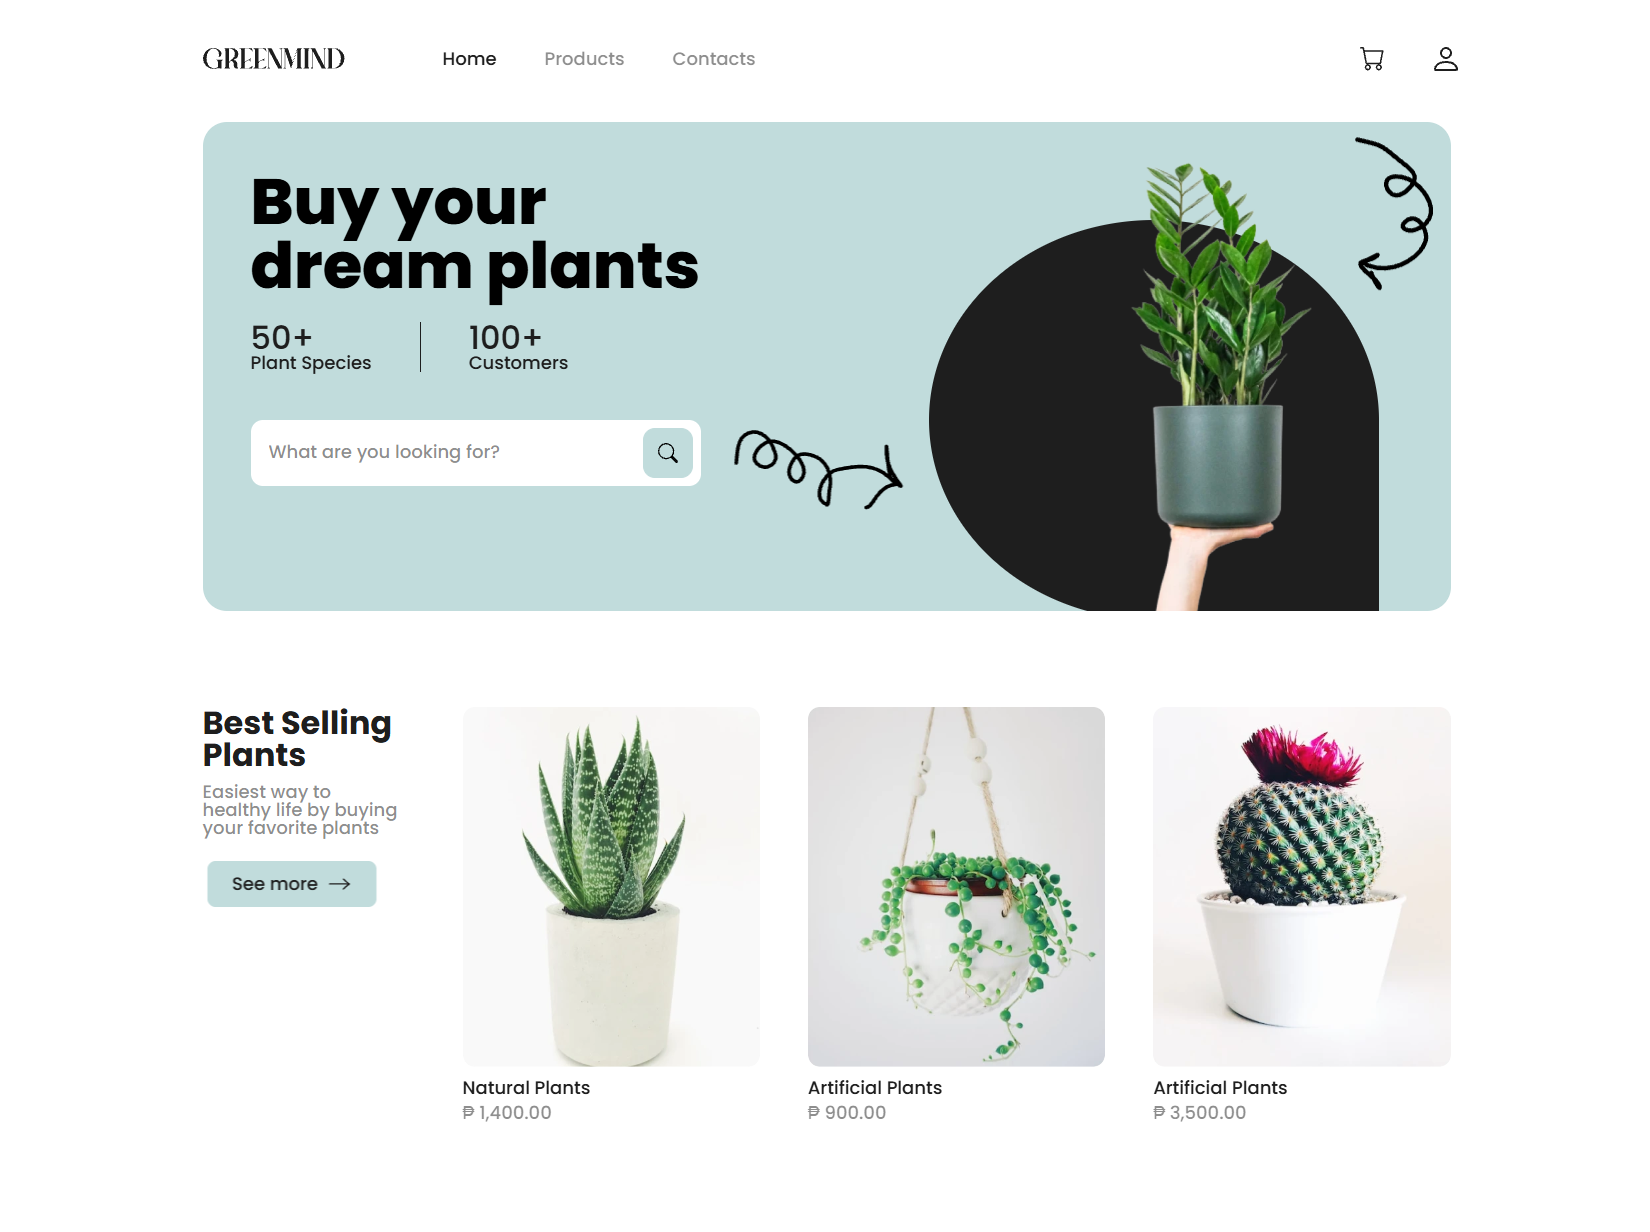 GREENMIND
Home
Products
Contacts
Buy your
dream plants
50+
Plant Species
100+
Customers
What are you looking for?
Best Selling
Plants
Easiest way to
healthy life by buying
your favorite plants
See more
Natural Plants
₱ 1,400.00
Artificial Plants
₱ 900.00
Artificial Plants
₱ 3,500.00